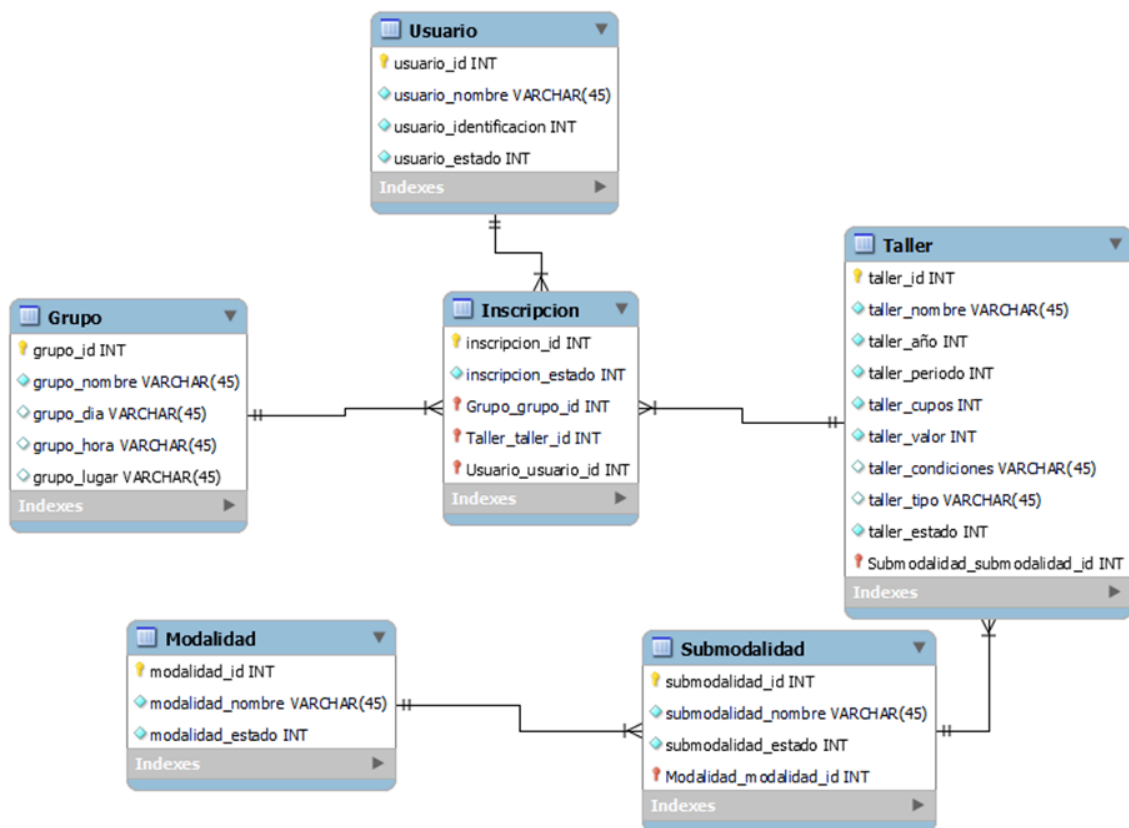 Usuario
usuario_id INT
usuario_nombre VARCHAR(45)
usuario_identificacion INT
usuario_estado INT
Indexes
Grupo
grupo_id INT
grupo_nombre VARCHAR(45)
grupo_dia VARCHAR(45)
grupo_hora VARCHAR(45)
grupo_lugar VARCHAR(45)
Indexes
Inscripcion
inscripcion_id INT
inscripcion_estado INT
Grupo_grupo_id INT
Taller_taller_id INT
Usuario_usuario_id INT
Indexes
Taller
taller_id INT
taller_nombre VARCHAR(45)
taller_año INT
taller_periodo INT
taller_cupos INT
taller_valor INT
taller_condiciones VARCHAR(45)
taller_tipo VARCHAR(45)
taller_estado INT
Submodalidad_submodalidad_id INT
Indexes
Modalidad
modalidad_id INT
modalidad_nombre VARCHAR(45)
modalidad_estado INT
Indexes
Submodalidad
submodalidad_id INT
submodalidad_nombre VARCHAR(45)
submodalidad_estado INT
Modalidad_modalidad_id INT
Indexes